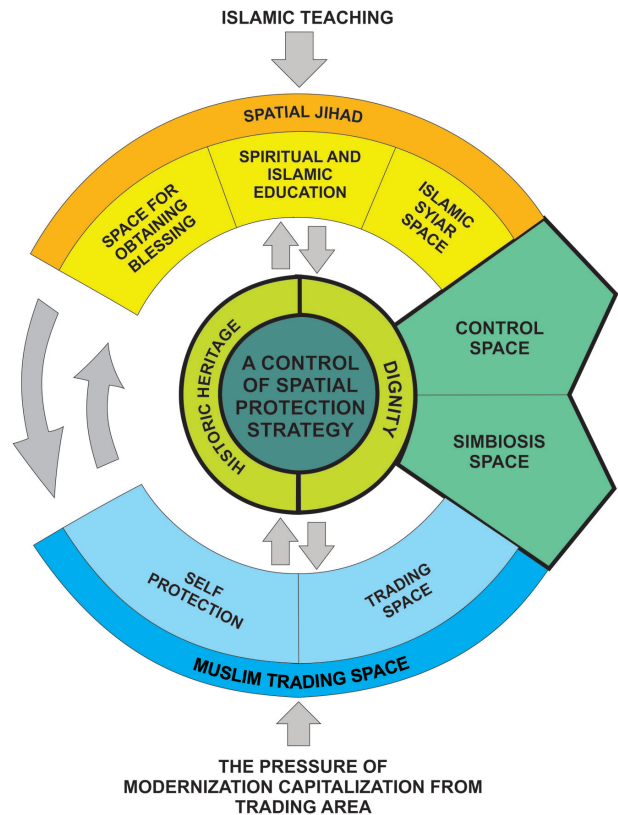 ISLAMIC TEACHING
SPATIAL JIHAD
SPACE FOR
OBTAINING
BLESSING
SPIRITUAL AND
ISLAMIC
EDUCATION
ISLAMIC
SYIAR
SPACE
CONTROL
SPACE
SIMBIOSIS
SPACE
HISTORIC HERITAGE
A CONTROL
OF SPATIAL
PROTECTION
STRATEGY
DIGNITY
SELF
PROTECTION
TRADING
SPACE
MUSLIM TRADING SPACE
THE PRESSURE OF
MODERNIZATION CAPITALIZATION FROM
TRADING AREA